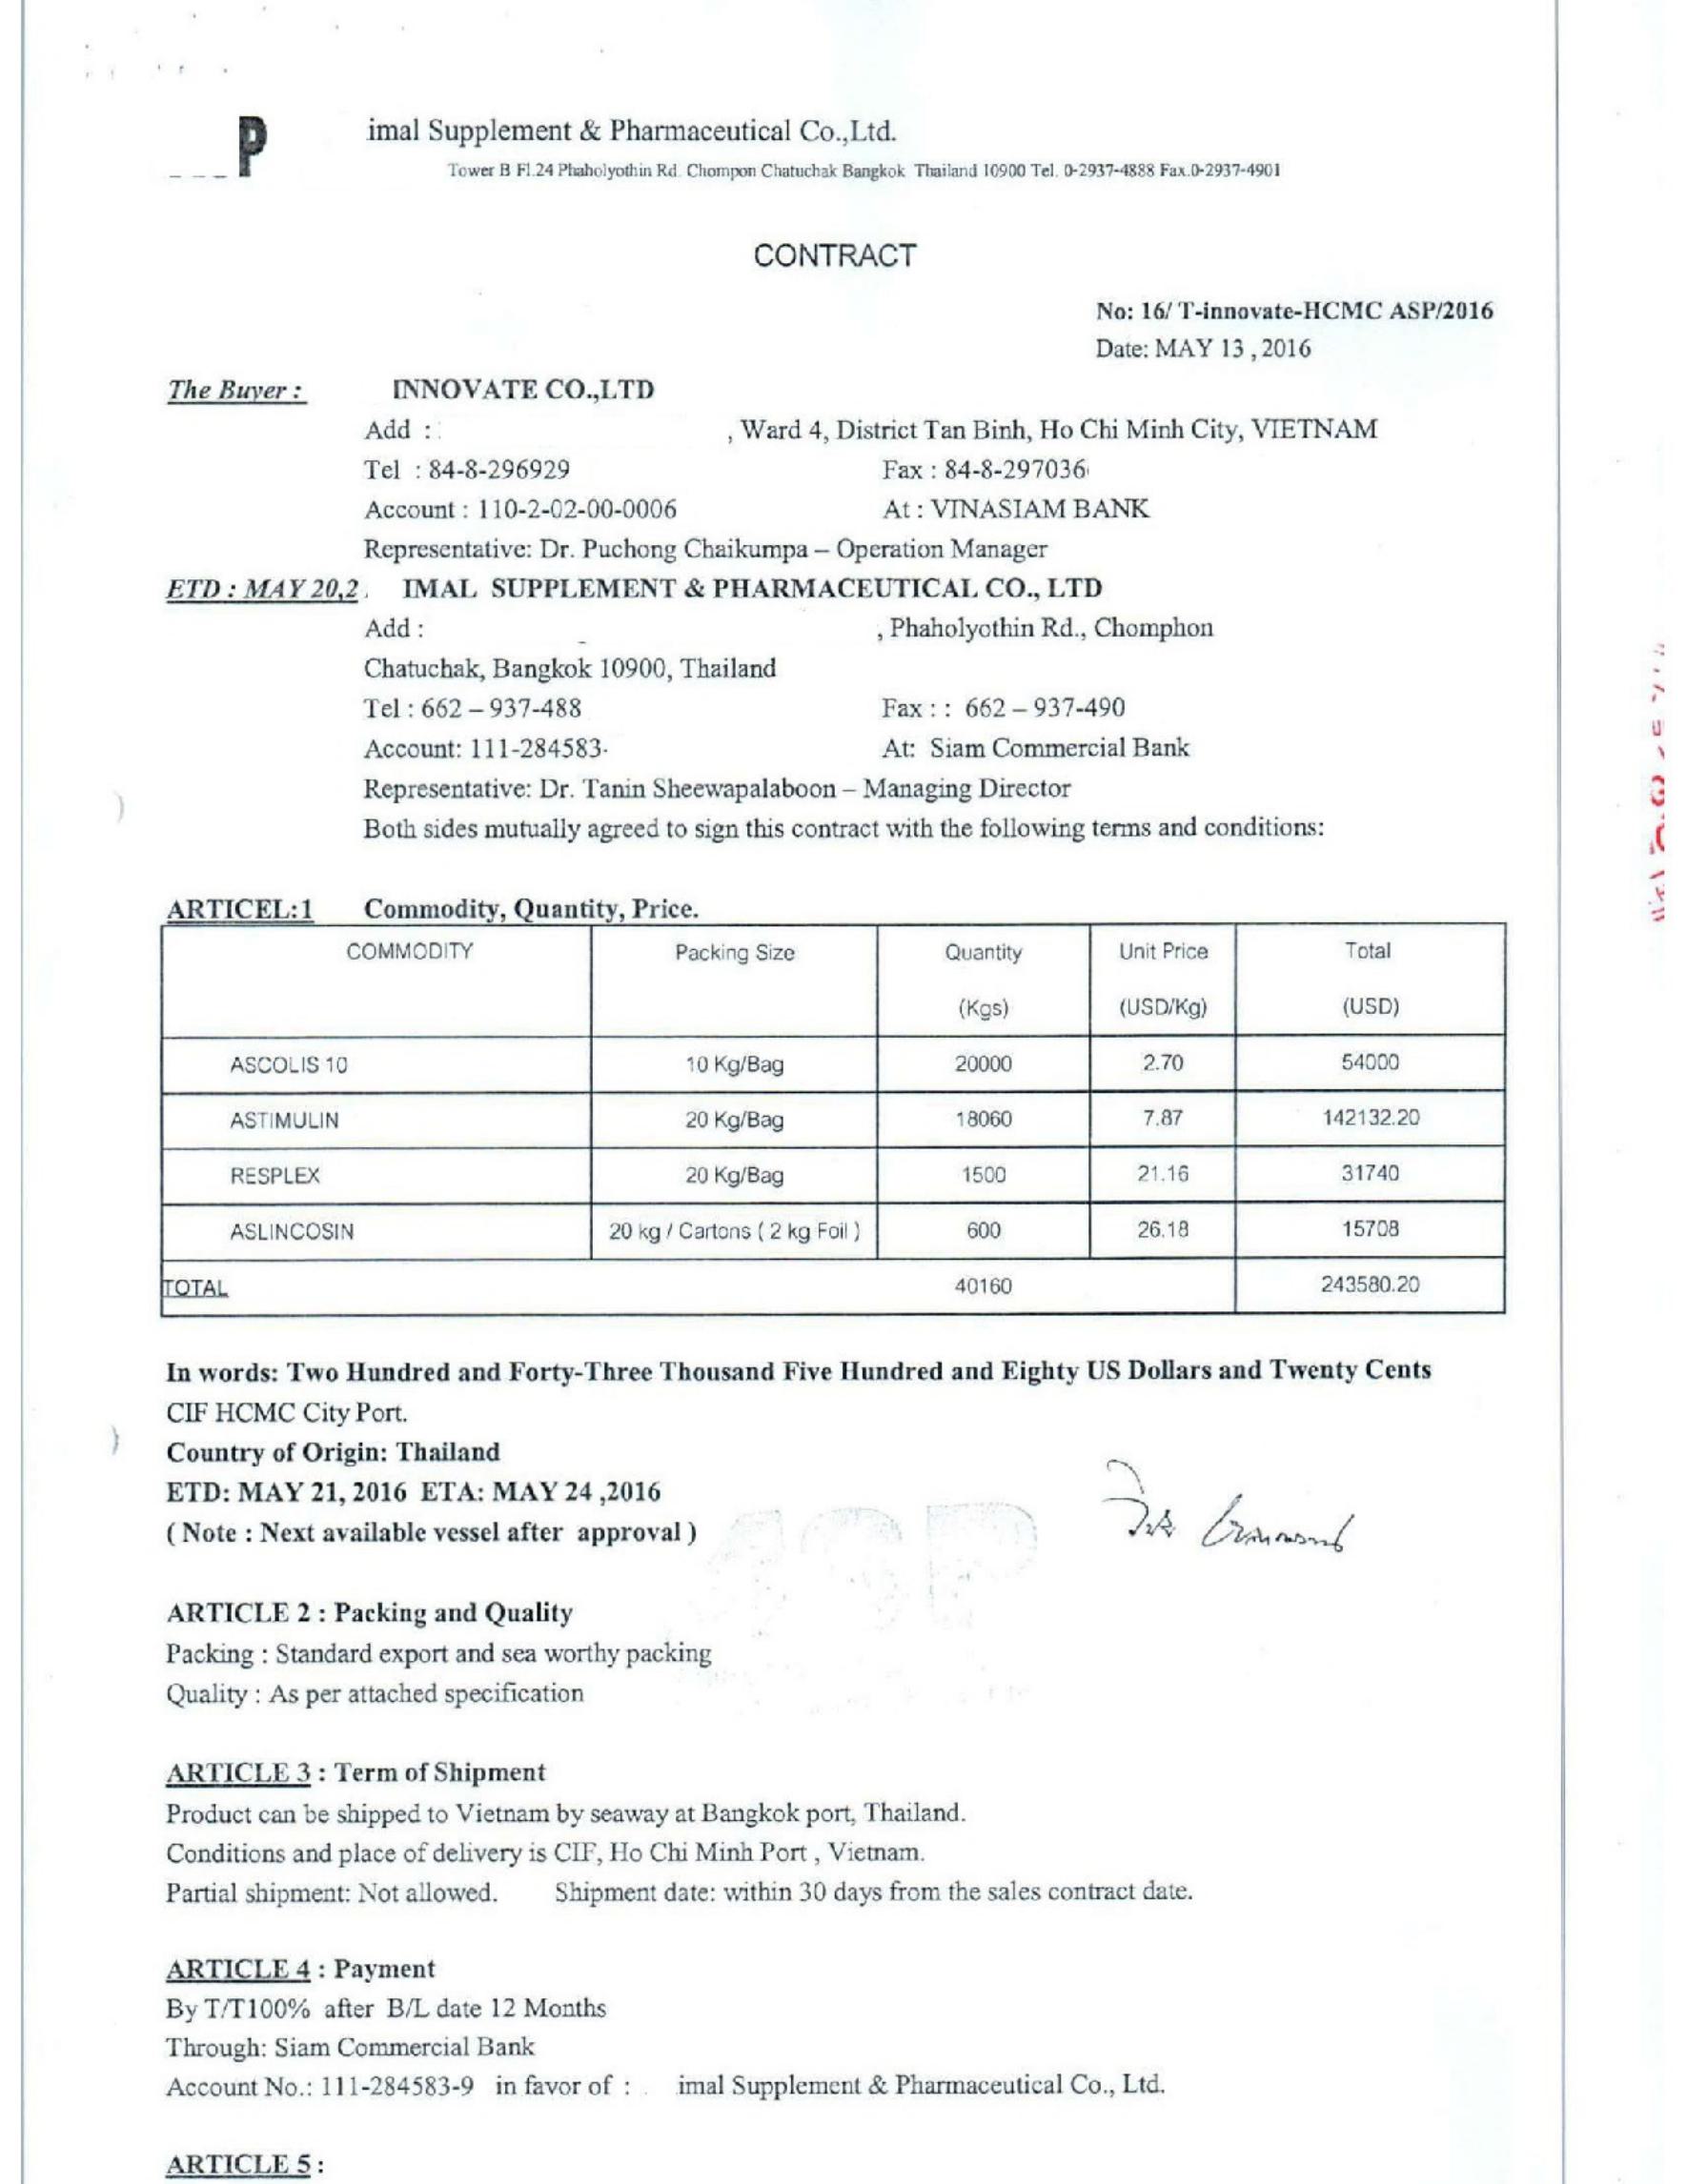 P
imal Supplement & Pharmaceutical Co.,Ltd.
Tower B Fl.24 Phaholyothin Rd. Chompon Chatuchak Bangkok Thailand 10900 Tel. 0-2937-4888 Fax.0-2937-4901
CONTRACT
No: 16/ T-innovate-HCMC ASP/2016
Date: MAY 13 , 2016
The Buyer : INNOVATE CO.,LTD
Add : , Ward 4, District Tan Binh, Ho Chi Minh City, VIETNAM
Tel : 84-8-296929 Fax : 84-8-297036
Account : 110-2-02-00-0006 At : VINASIAM BANK
Representative: Dr. Puchong Chaikumpa – Operation Manager
ETD : MAY 20,2 IMAL SUPPLEMENT & PHARMACEUTICAL CO., LTD
Add : , Phaholyothin Rd., Chomphon
Chatuchak, Bangkok 10900, Thailand
Tel : 662 – 937-488 Fax : : 662 – 937-490
Account: 111-284583- At: Siam Commercial Bank
Representative: Dr. Tanin Sheewapalaboon – Managing Director
Both sides mutually agreed to sign this contract with the following terms and conditions:
ARTICEL:1 Commodity, Quantity, Price.
COMMODITY Packing Size Quantity Unit Price Total
(Kgs) (USD/Kg) (USD)
ASCOLIS 10 10 Kg/Bag 20000 2.70 54000
ASTIMULIN 20 Kg/Bag 18060 7.87 142132.20
RESPLEX 20 Kg/Bag 1500 21.16 31740
ASLINCOSIN 20 kg / Cartons ( 2 kg Foil ) 600 26.18 15708
TOTAL 40160 243580.20
In words: Two Hundred and Forty-Three Thousand Five Hundred and Eighty US Dollars and Twenty Cents
CIF HCMC City Port.
Country of Origin: Thailand
ETD: MAY 21, 2016 ETA: MAY 24 ,2016
( Note : Next available vessel after approval )
ASP
ARTICLE 2 : Packing and Quality
Packing : Standard export and sea worthy packing
Quality : As per attached specification
ARTICLE 3 : Term of Shipment
Product can be shipped to Vietnam by seaway at Bangkok port, Thailand.
Conditions and place of delivery is CIF, Ho Chi Minh Port , Vietnam.
Partial shipment: Not allowed. Shipment date: within 30 days from the sales contract date.
ARTICLE 4 : Payment
By T/T100% after B/L date 12 Months
Through: Siam Commercial Bank
Account No.: 111-284583-9 in favor of : imal Supplement & Pharmaceutical Co., Ltd.
ARTICLE 5 :